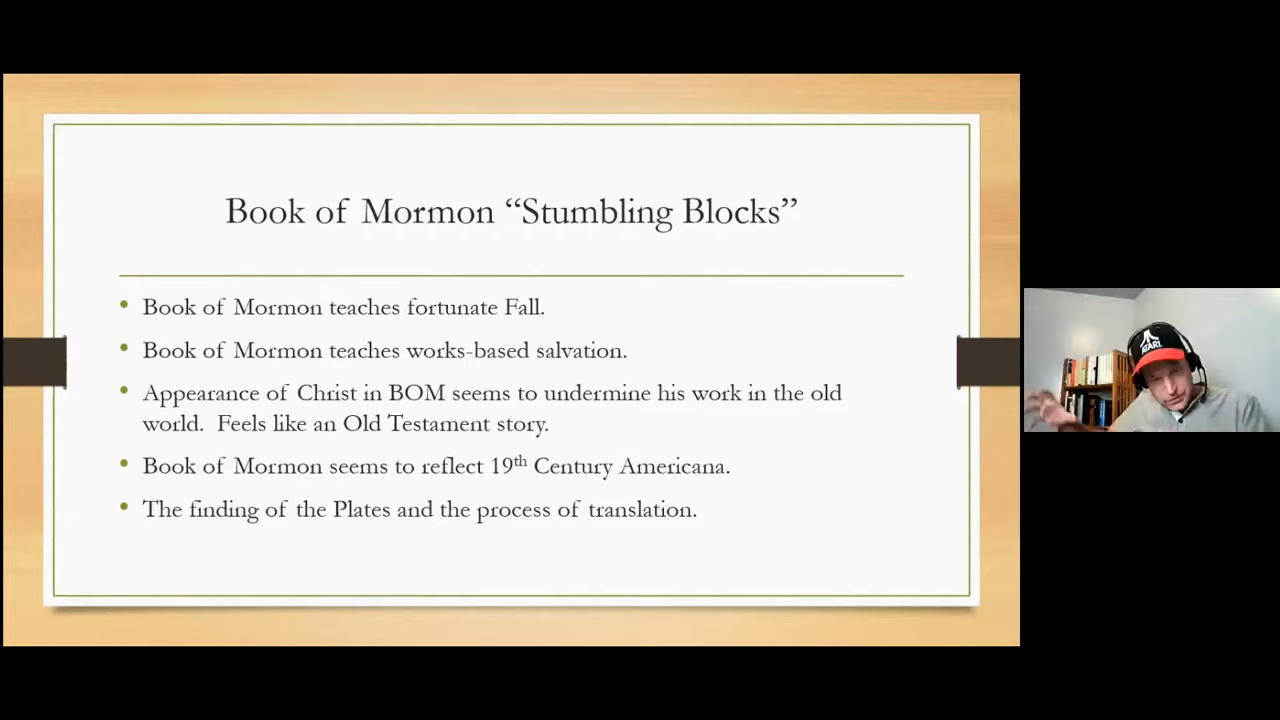 Book of Mormon “Stumbling Blocks”
• Book of Mormon teaches fortunate Fall.
• Book of Mormon teaches works-based salvation.
• Appearance of Christ in BOM seems to undermine his work in the old
world. Feels like an Old Testament story.
• Book of Mormon seems to reflect 19th Century Americana.
• The finding of the Plates and the process of translation.
ATARI